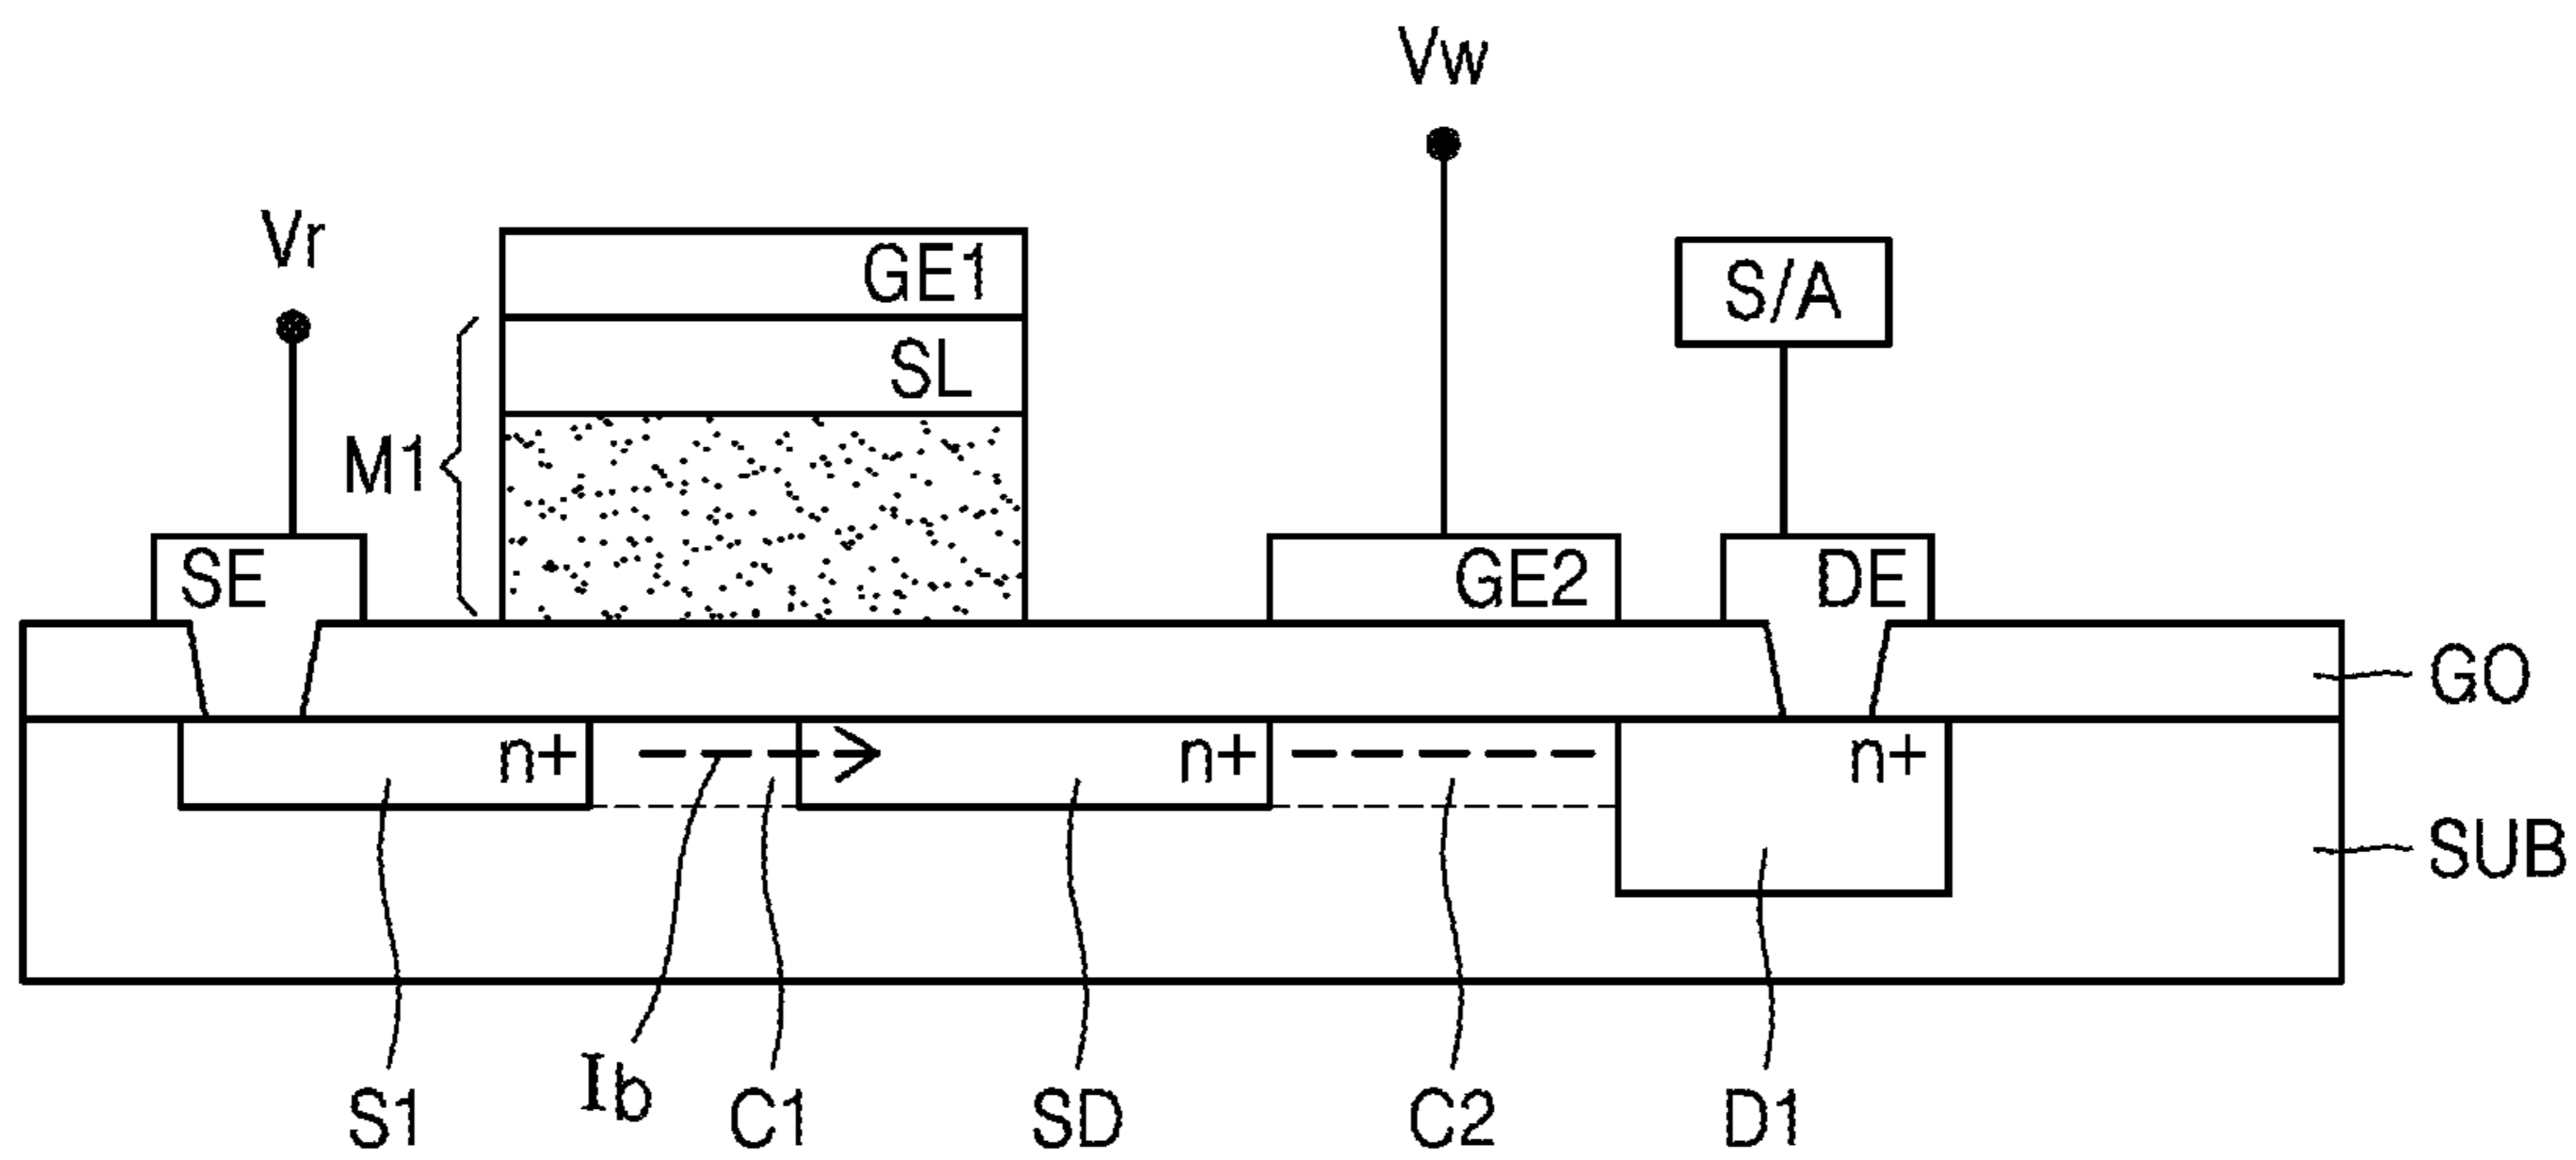 Vw
Vr
GE1
S/A
SL
M1
SE
GE2
DE
GO
n+
n+
n+
SUB
S1
Ib
C1
SD
C2
D1